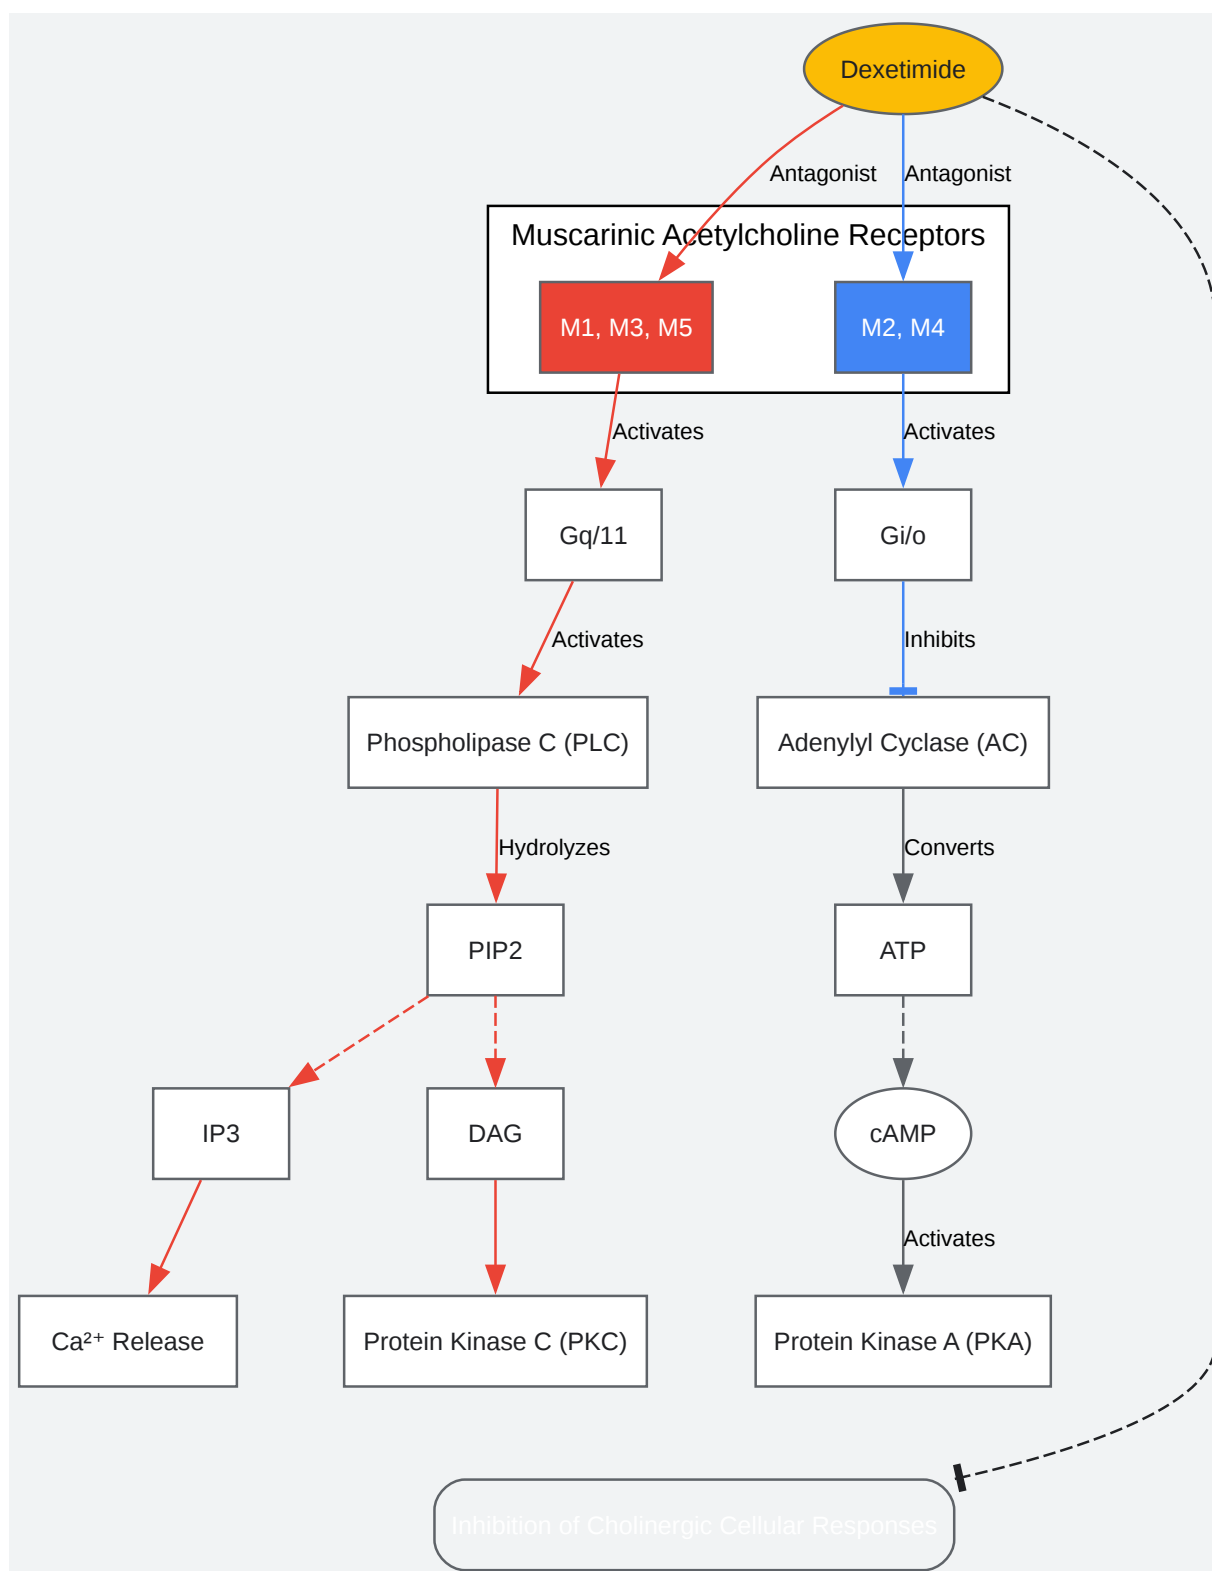 Dexetimide
Antagonist
Antagonist
Muscarinic Acetylcholine Receptors
M1, M3, M5
M2, M4
Activates
Activates
Gq/11
Gi/o
Activates
Inhibits
Phospholipase C (PLC)
Adenylyl Cyclase (AC)
Hydrolyzes
Converts
PIP2
ATP
IP3
DAG
cAMP
Activates
Ca²⁺ Release
Protein Kinase C (PKC)
Protein Kinase A (PKA)
Inhibition of Cholinergic Cellular Responses